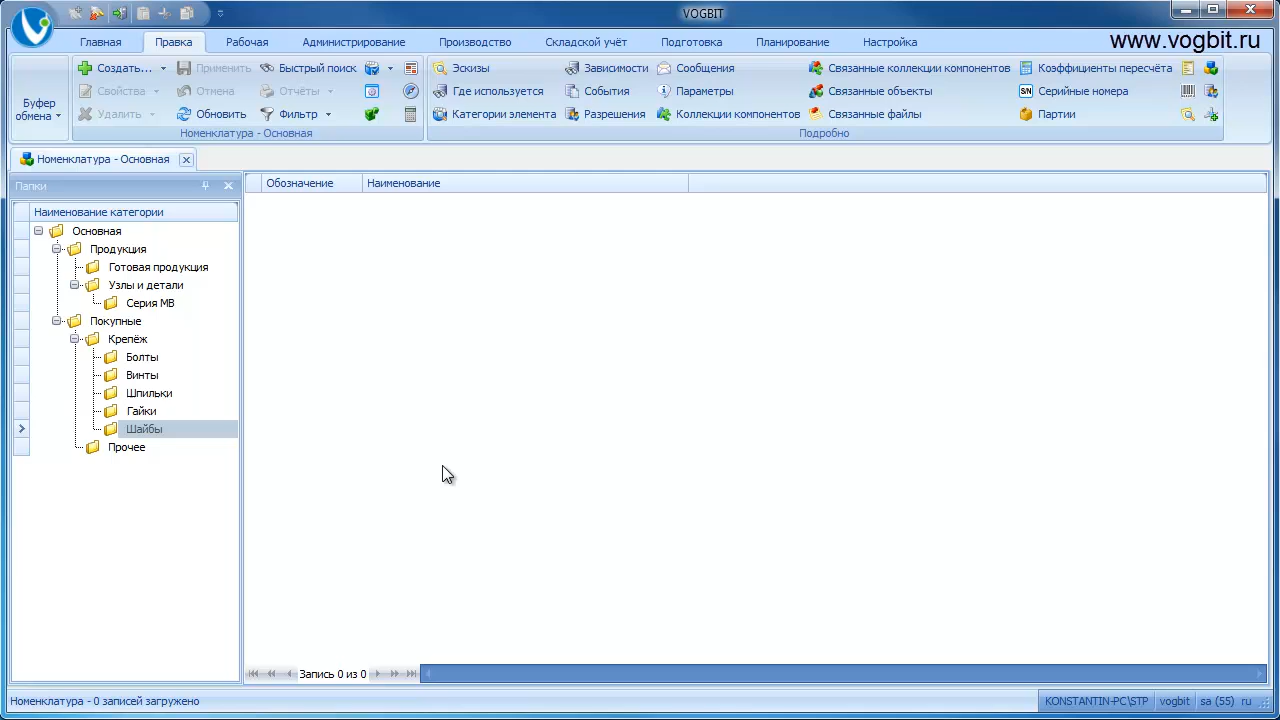 VOGBIT
Главная Правка Рабочая Администрирование Производство Складской учёт Подготовка Планирование Настройка www.vogbit.ru
Буфер обмена
Создать... Применить Быстрый поиск
Свойства Отмена Отчёты
Удалить Обновить Фильтр
Номенклатура - Основная
Эскизы Зависимости Сообщения Связанные коллекции компонентов Коэффициенты пересчёта
Где используется События Параметры Связанные объекты S/N Серийные номера
Категории элемента Разрешения Коллекции компонентов Связанные файлы Партии
Подробно
Номенклатура - Основная
Папки
Обозначение Наименование
Наименование категории
Основная
Продукция
Готовая продукция
Узлы и детали
Серия МВ
Покупные
Крепёж
Болты
Винты
Шпильки
Гайки
Шайбы
Прочее
Запись 0 из 0
Номенклатура - 0 записей загружено KONSTANTIN-PC\STP vogbit sa (55) ru